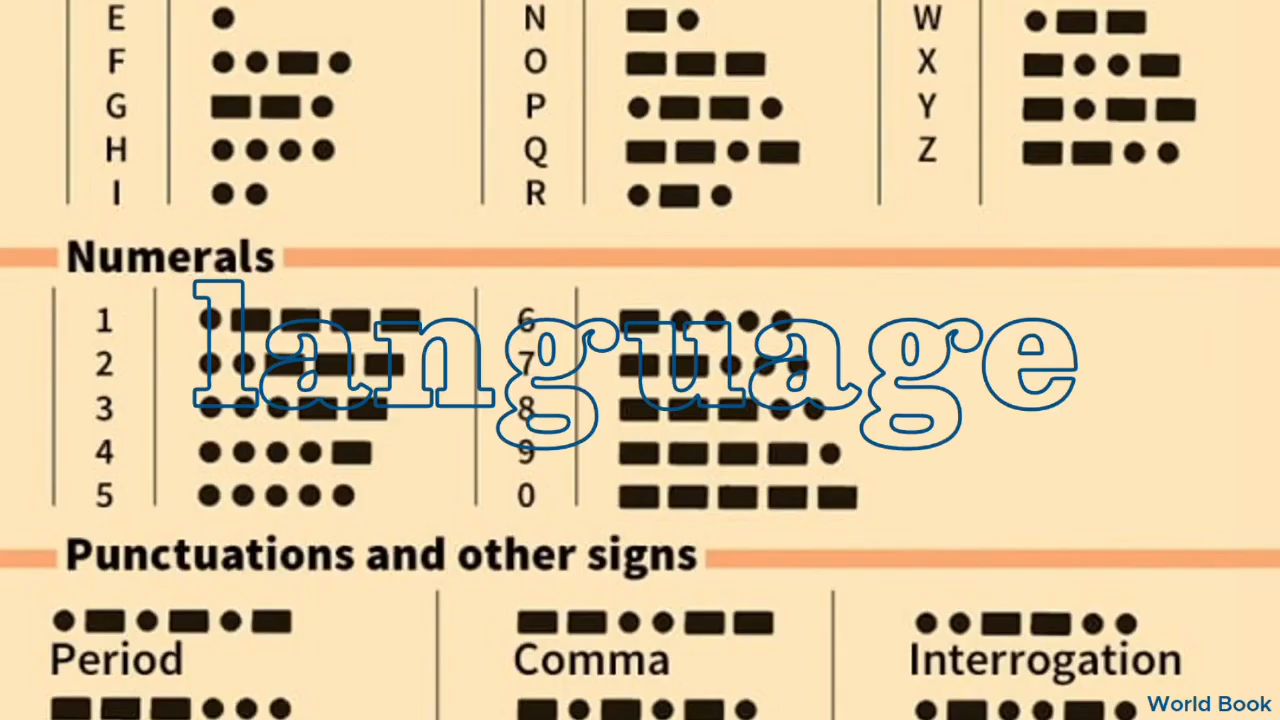 E N W
F O X
G P Y
H Q Z
I R
Numerals
1 6
2 7
3 8
4 9
5 0
language
Punctuations and other signs
Period Comma Interrogation
World Book